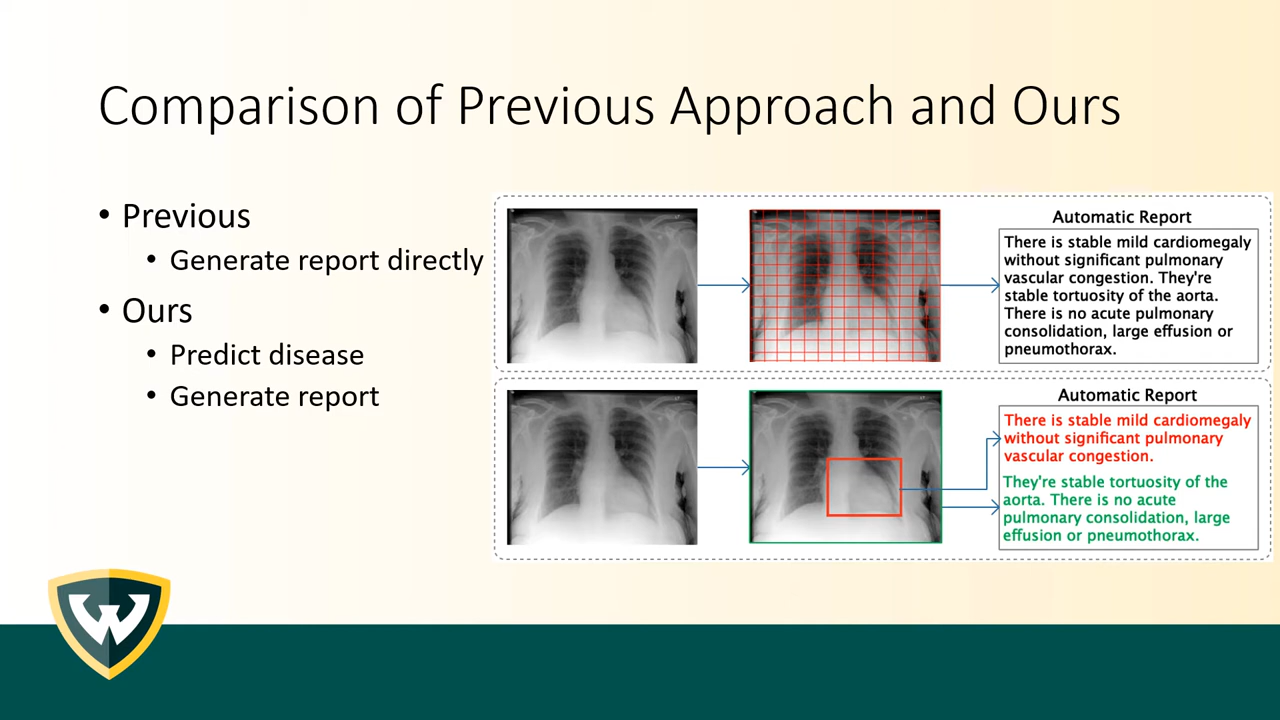 Comparison of Previous Approach and Ours
• Previous
• Generate report directly
• Ours
• Predict disease
• Generate report
Automatic Report
There is stable mild cardiomegaly
without significant pulmonary
vascular congestion. They're
stable tortuosity of the aorta.
There is no acute pulmonary
consolidation, large effusion or
pneumothorax.
Automatic Report
There is stable mild cardiomegaly
without significant pulmonary
vascular congestion.
They're stable tortuosity of the
aorta. There is no acute
pulmonary consolidation, large
effusion or pneumothorax.
W